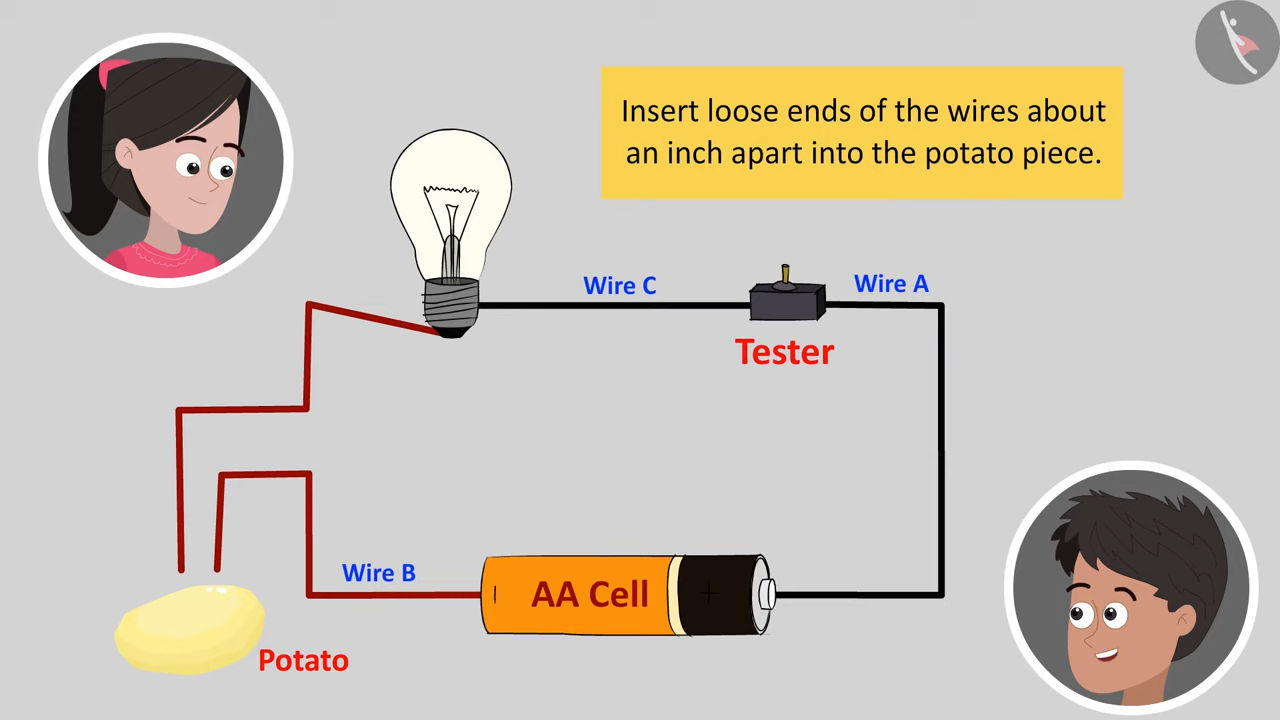 Insert loose ends of the wires about
an inch apart into the potato piece.
Wire C
Wire A
Tester
Wire B
AA Cell
+
Potato